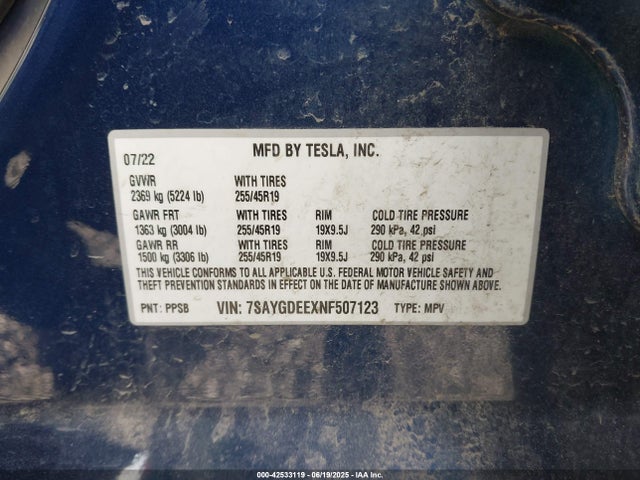 07/22 MFD BY TESLA, INC.
GVWR WITH TIRES
2369 kg (5224 lb) 255/45R19
GAWR FRT WITH TIRES RIM COLD TIRE PRESSURE
1363 kg (3004 lb) 255/45R19 19X9.5J 290 kPa, 42 psi
GAWR RR WITH TIRES RIM COLD TIRE PRESSURE
1500 kg (3306 lb) 255/45R19 19X9.5J 290 kPa, 42 psi
THIS VEHICLE CONFORMS TO ALL APPLICABLE U.S. FEDERAL MOTOR VEHICLE SAFETY AND
THEFT PREVENTION STANDARDS IN EFFECT ON THE DATE OF MANUFACTURE SHOWN ABOVE.
PNT: PPSB VIN: 7SAYGDEEXNF507123 TYPE: MPV
000-42533119 - 06/19/2025 - IAA Inc.